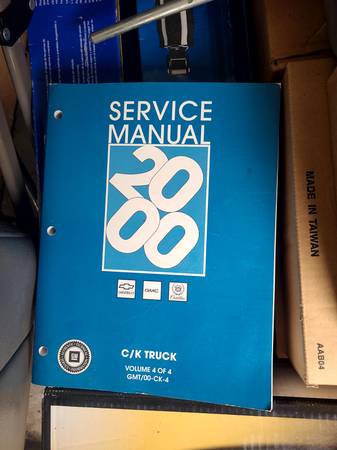 SERVICE
MANUAL
20
00
CHEVROLET
GMC
Cadillac
C/K TRUCK
VOLUME 4 OF 4
GMT/00-CK-4
MADE IN TAIWAN
AAB04